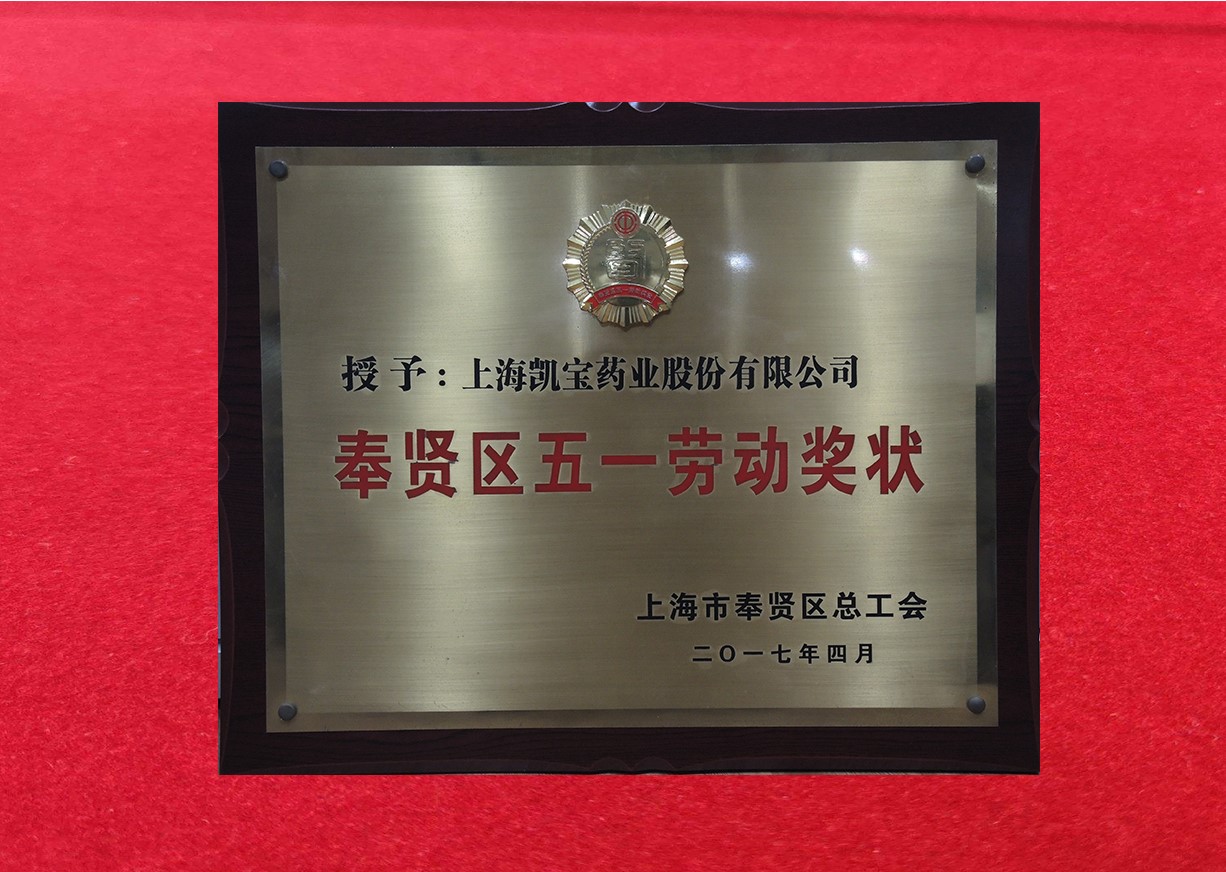 授予：上海凯宝药业股份有限公司
奉贤区五一劳动奖状
上海市奉贤区总工会
二〇一七年四月